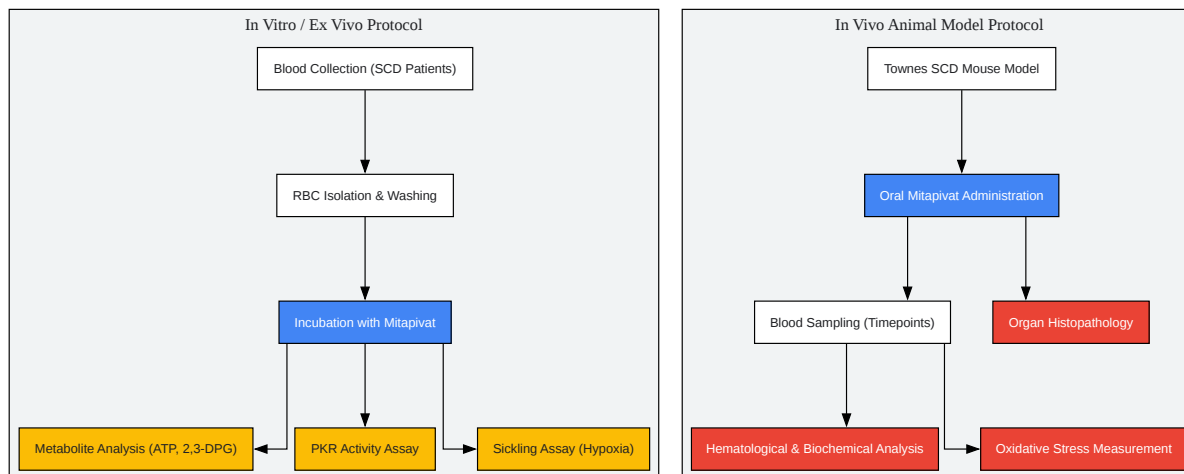 In Vitro / Ex Vivo Protocol
Blood Collection (SCD Patients)
RBC Isolation & Washing
Incubation with Mitapivat
Metabolite Analysis (ATP, 2,3-DPG)
PKR Activity Assay
Sickling Assay (Hypoxia)
In Vivo Animal Model Protocol
Townes SCD Mouse Model
Oral Mitapivat Administration
Blood Sampling (Timepoints)
Organ Histopathology
Hematological & Biochemical Analysis
Oxidative Stress Measurement